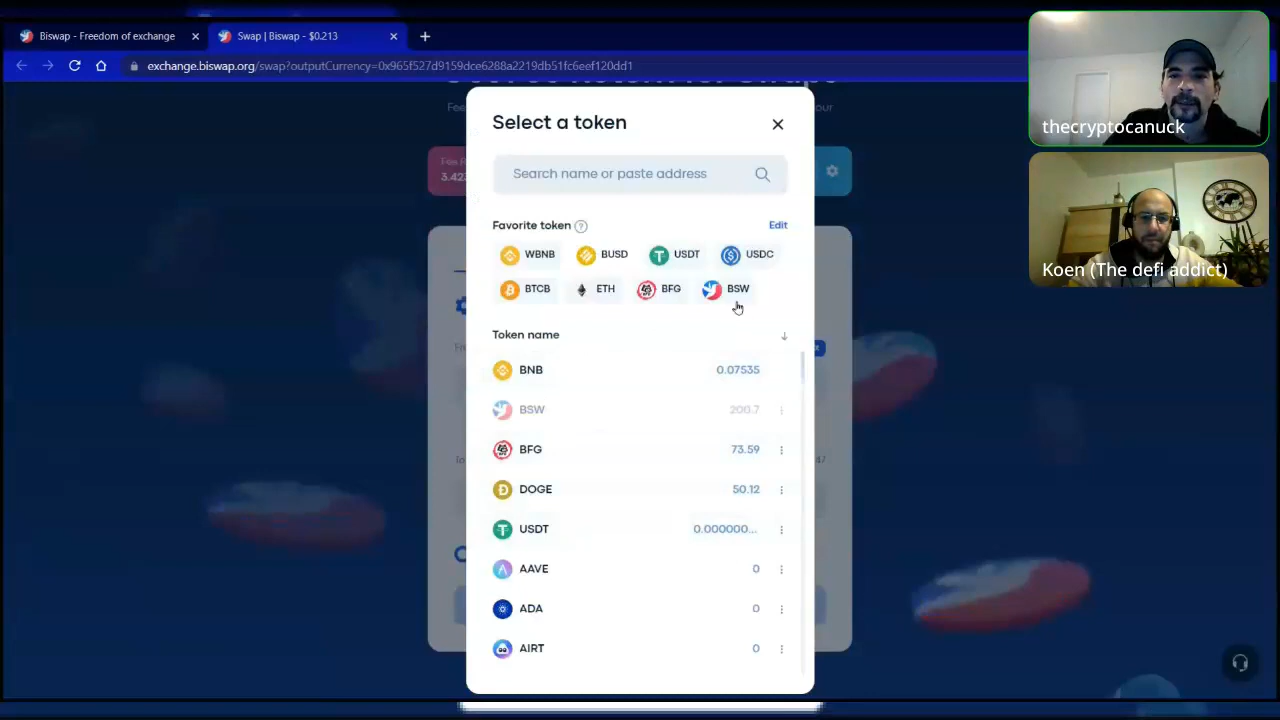 Biswap - Freedom of exchange
Swap | Biswap - $0.213
exchange.biswap.org/swap?outputCurrency=0x965f527d9159dce6288a2219db51fc6eef120dd1
thecryptocanuck
Koen (The defi addict)
Select a token
Search name or paste address
Favorite token ?
Edit
WBNB BUSD USDT USDC
BTCB ETH BFG BSW
Token name
BNB 0.07535
BSW 200.7
BFG 73.59
DOGE 50.12
USDT 0.000000...
AAVE 0
ADA 0
AIRT 0